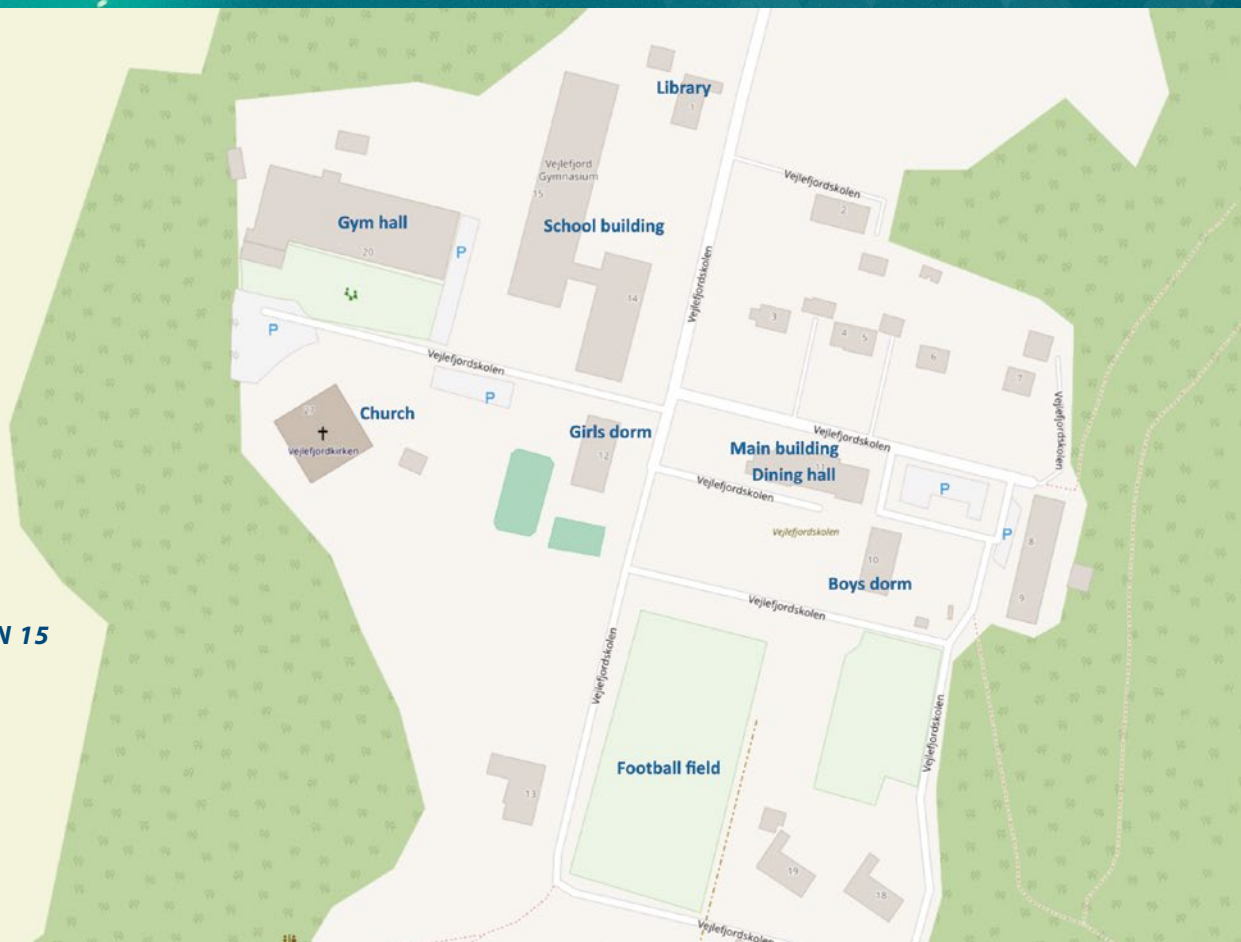 Library
1
Vejlefjord
Gymnasium
15
Vejlefjordskolen
2
Gym hall
School building
20
P
Vejlefjordskolen
14
P
3
4
5
6
7
Vejlefjordskolen
P
Church
Girls dorm
12
Vejlefjordkirken
Vejlefjordskolen
Main building
11
Dining hall
Vejlefjordskolen
Vejlefjordskolen
P
P
Vejlefjordskolen
8
9
10
Boys dorm
Vejlefjordskolen
N 15
Vejlefjordskolen
Football field
Vejlefjordskolen
13
19
18
Vejlefjordskolen